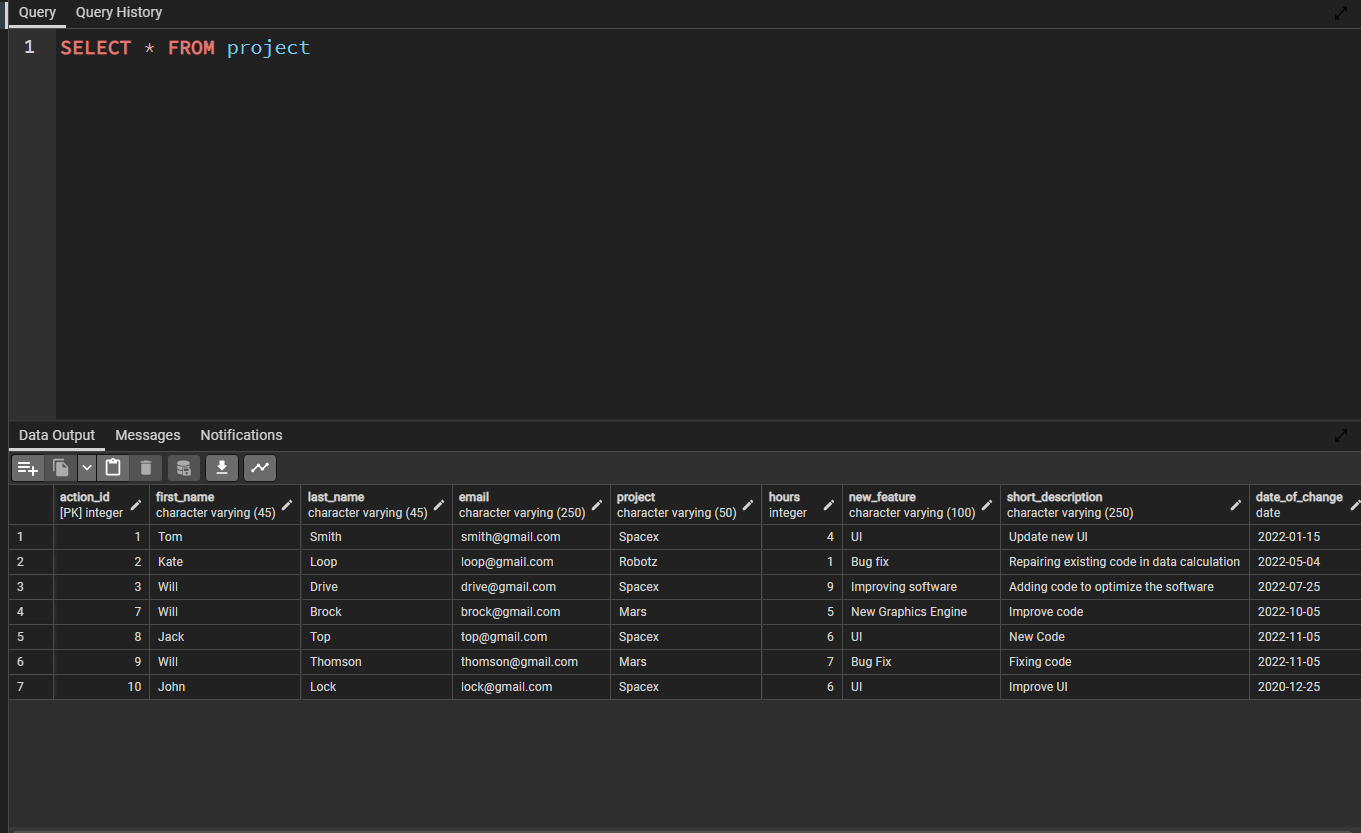 Query Query History
1 SELECT * FROM project
Data Output Messages Notifications
action_id first_name last_name email project hours new_feature short_description date_of_change
[PK] integer character varying (45) character varying (45) character varying (250) character varying (50) integer character varying (100) character varying (250) date
1 1 Tom Smith smith@gmail.com Spacex 4 UI Update new UI 2022-01-15
2 2 Kate Loop loop@gmail.com Robotz 1 Bug fix Repairing existing code in data calculation 2022-05-04
3 3 Will Drive drive@gmail.com Spacex 9 Improving software Adding code to optimize the software 2022-07-25
4 7 Will Brock brock@gmail.com Mars 5 New Graphics Engine Improve code 2022-10-05
5 8 Jack Top top@gmail.com Spacex 6 UI New Code 2022-11-05
6 9 Will Thomson thomson@gmail.com Mars 7 Bug Fix Fixing code 2022-11-05
7 10 John Lock lock@gmail.com Spacex 6 UI Improve UI 2020-12-25